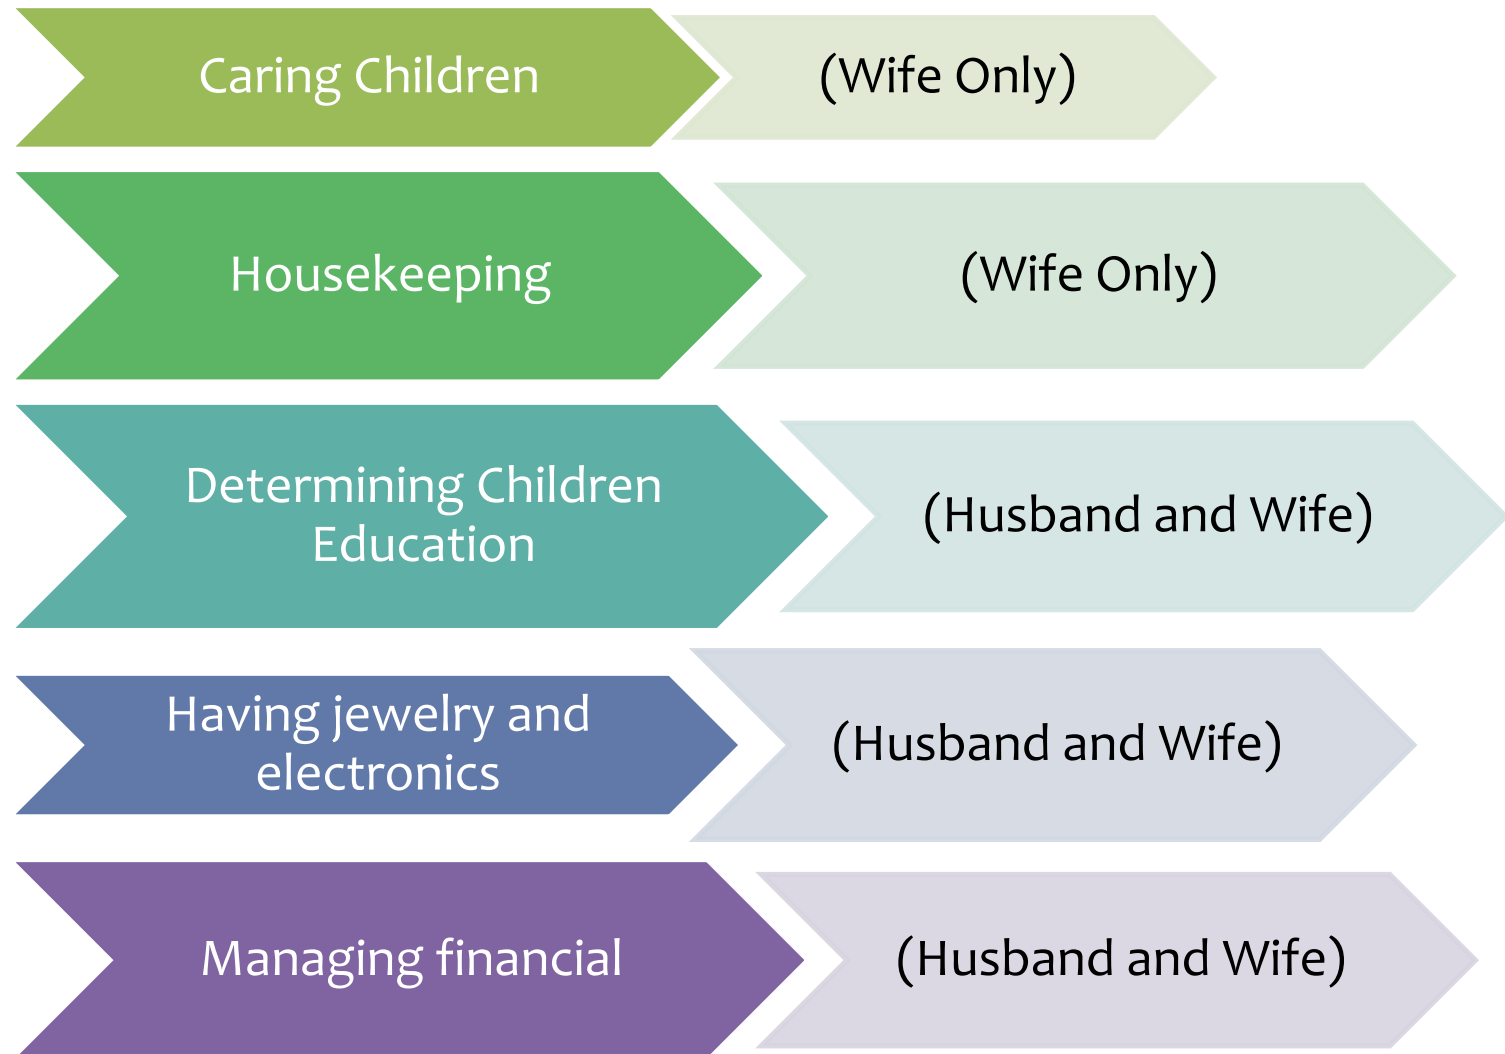 Caring Children
(Wife Only)
Housekeeping
(Wife Only)
Determining Children
Education
(Husband and Wife)
Having jewelry and
electronics
(Husband and Wife)
Managing financial
(Husband and Wife)